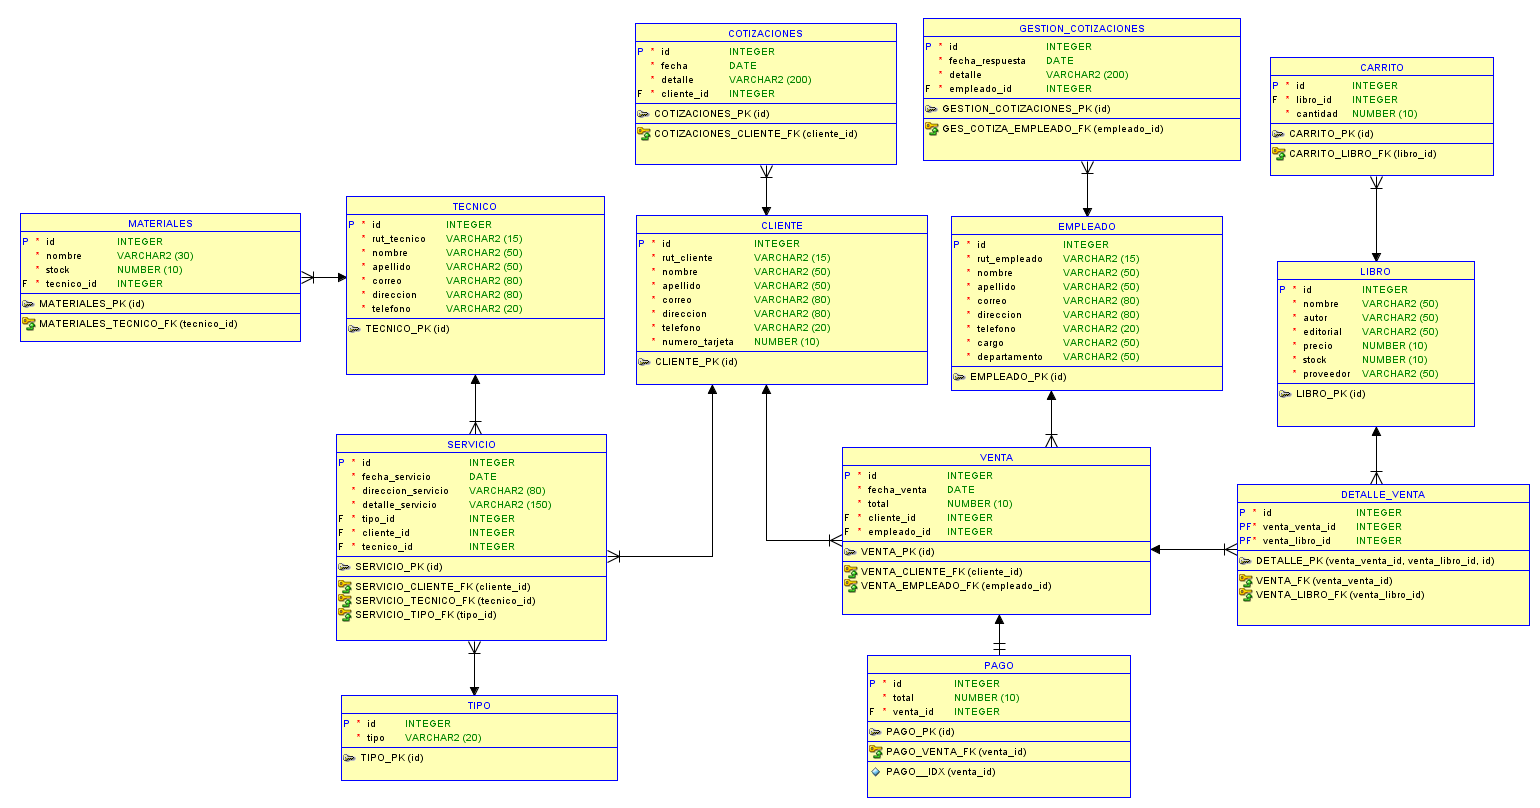 COTIZACIONES
P * id INTEGER
* fecha DATE
* detalle VARCHAR2 (200)
F * cliente_id INTEGER
COTIZACIONES_PK (id)
COTIZACIONES_CLIENTE_FK (cliente_id)
GESTION_COTIZACIONES
P * id INTEGER
* fecha_respuesta DATE
* detalle VARCHAR2 (200)
F * empleado_id INTEGER
GESTION_COTIZACIONES_PK (id)
GES_COTIZA_EMPLEADO_FK (empleado_id)
CARRITO
P * id INTEGER
F * libro_id INTEGER
* cantidad NUMBER (10)
CARRITO_PK (id)
CARRITO_LIBRO_FK (libro_id)
MATERIALES
P * id INTEGER
* nombre VARCHAR2 (30)
* stock NUMBER (10)
F * tecnico_id INTEGER
MATERIALES_PK (id)
MATERIALES_TECNICO_FK (tecnico_id)
TECNICO
P * id INTEGER
* rut_tecnico VARCHAR2 (15)
* nombre VARCHAR2 (50)
* apellido VARCHAR2 (50)
* correo VARCHAR2 (80)
* direccion VARCHAR2 (80)
* telefono VARCHAR2 (20)
TECNICO_PK (id)
CLIENTE
P * id INTEGER
* rut_cliente VARCHAR2 (15)
* nombre VARCHAR2 (50)
* apellido VARCHAR2 (50)
* correo VARCHAR2 (80)
* direccion VARCHAR2 (80)
* telefono VARCHAR2 (20)
* numero_tarjeta NUMBER (10)
CLIENTE_PK (id)
EMPLEADO
P * id INTEGER
* rut_empleado VARCHAR2 (15)
* nombre VARCHAR2 (50)
* apellido VARCHAR2 (50)
* correo VARCHAR2 (80)
* direccion VARCHAR2 (80)
* telefono VARCHAR2 (20)
* cargo VARCHAR2 (50)
* departamento VARCHAR2 (50)
EMPLEADO_PK (id)
LIBRO
P * id INTEGER
* nombre VARCHAR2 (50)
* autor VARCHAR2 (50)
* editorial VARCHAR2 (50)
* precio NUMBER (10)
* stock NUMBER (10)
* proveedor VARCHAR2 (50)
LIBRO_PK (id)
SERVICIO
P * id INTEGER
* fecha_servicio DATE
* direccion_servicio VARCHAR2 (80)
* detalle_servicio VARCHAR2 (150)
F * tipo_id INTEGER
F * cliente_id INTEGER
F * tecnico_id INTEGER
SERVICIO_PK (id)
SERVICIO_CLIENTE_FK (cliente_id)
SERVICIO_TECNICO_FK (tecnico_id)
SERVICIO_TIPO_FK (tipo_id)
VENTA
P * id INTEGER
* fecha_venta DATE
* total NUMBER (10)
F * cliente_id INTEGER
F * empleado_id INTEGER
VENTA_PK (id)
VENTA_CLIENTE_FK (cliente_id)
VENTA_EMPLEADO_FK (empleado_id)
DETALLE_VENTA
P * id INTEGER
PF* venta_venta_id INTEGER
PF* venta_libro_id INTEGER
DETALLE_PK (venta_venta_id, venta_libro_id, id)
VENTA_FK (venta_venta_id)
VENTA_LIBRO_FK (venta_libro_id)
TIPO
P * id INTEGER
* tipo VARCHAR2 (20)
TIPO_PK (id)
PAGO
P * id INTEGER
* total NUMBER (10)
F * venta_id INTEGER
PAGO_PK (id)
PAGO_VENTA_FK (venta_id)
PAGO__IDX (venta_id)